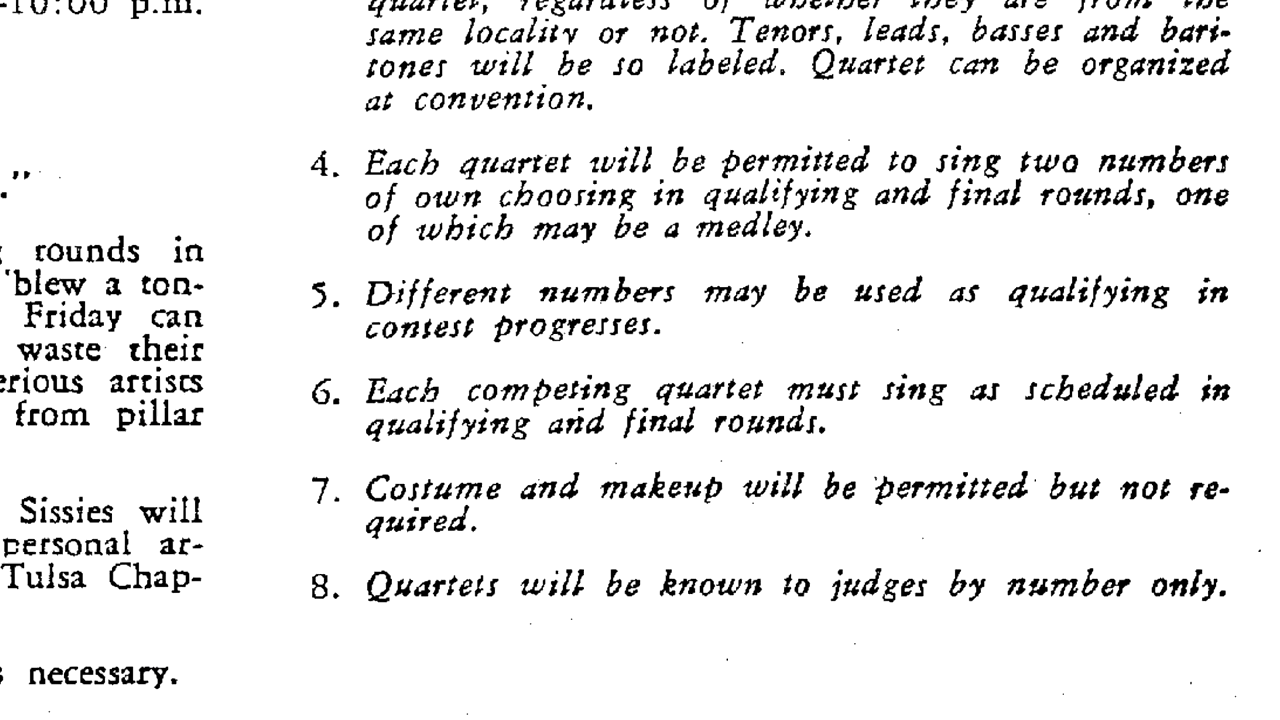 -10:00 p.m.
."
rounds in
'blew a ton-
Friday can
waste their
erious artists
from pillar
Sissies will
personal ar-
Tulsa Chap-
necessary.
quartet, regardless of whether they are from the
same locality or not. Tenors, leads, basses and bari-
tones will be so labeled. Quartet can be organized
at convention.
4. Each quartet will be permitted to sing two numbers
of own choosing in qualifying and final rounds, one
of which may be a medley.
5. Different numbers may be used as qualifying in
contest progresses.
6. Each competing quartet must sing as scheduled in
qualifying and final rounds.
7. Costume and makeup will be permitted but not re-
quired.
8. Quartets will be known to judges by number only.